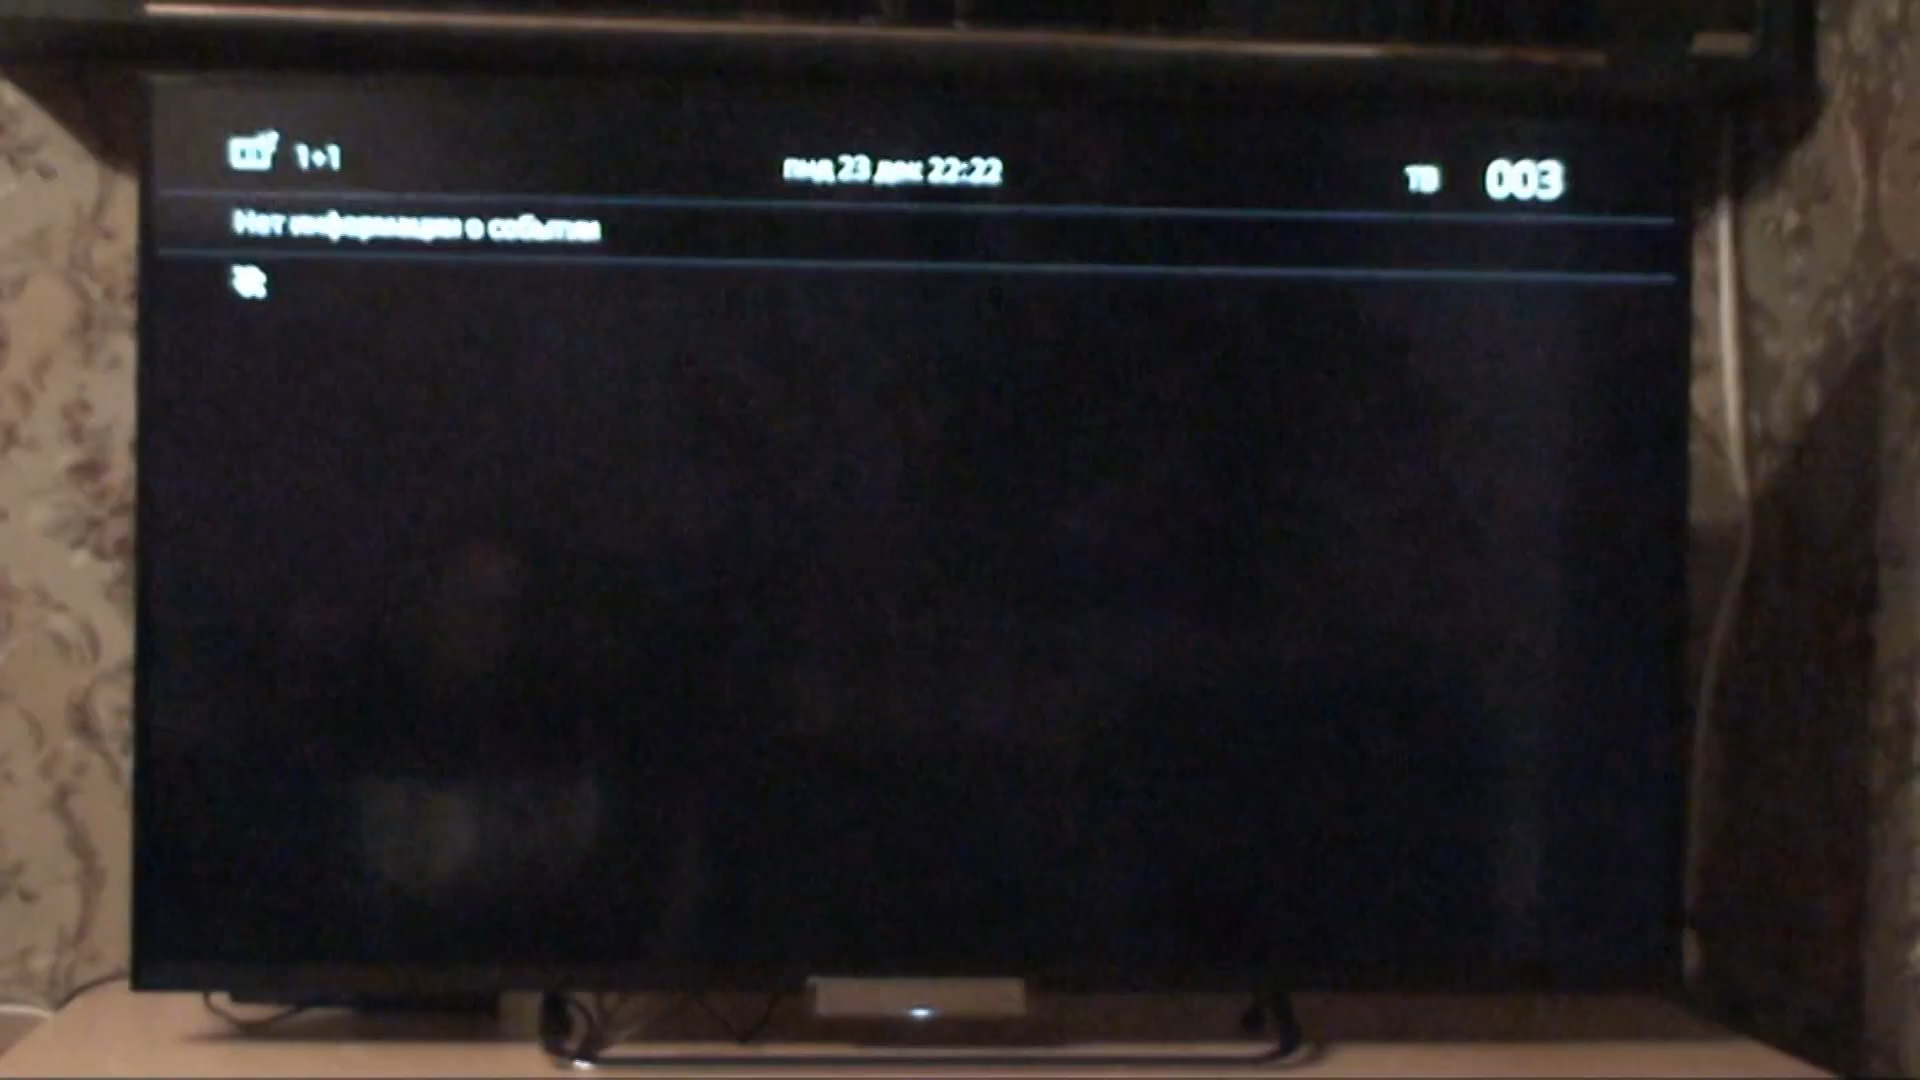 1+1
пнд 23 дек 22:22
ТВ 003
Нет информации о событии